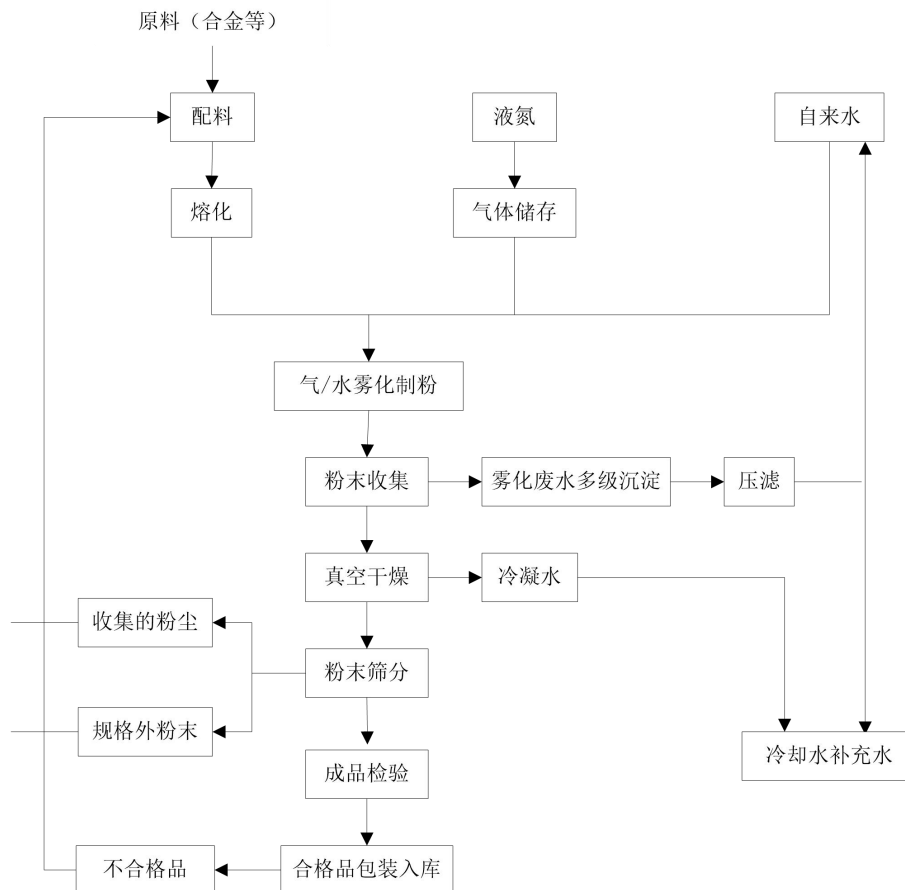 原料（合金等）
配料
液氮
自来水
熔化
气体储存
气/水雾化制粉
粉末收集
雾化废水多级沉淀
压滤
真空干燥
冷凝水
收集的粉尘
粉末筛分
规格外粉末
冷却水补充水
成品检验
不合格品
合格品包装入库